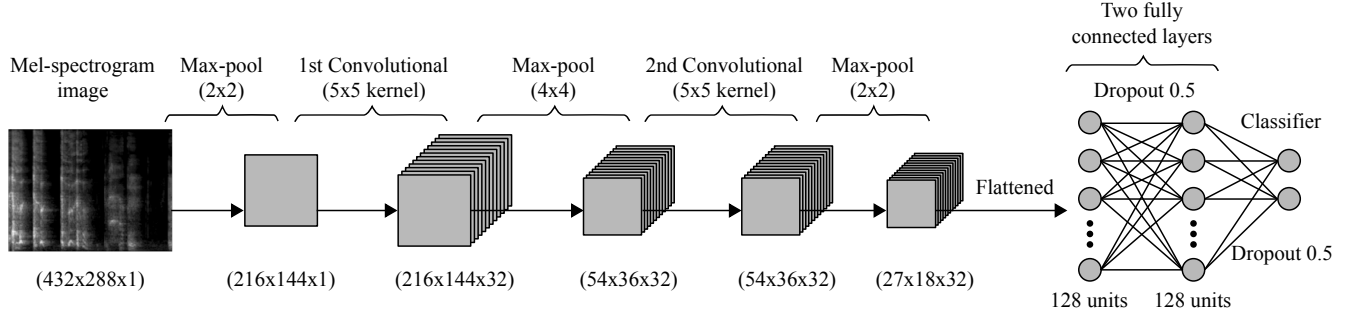 Two fully
connected layers
Mel-spectrogram
image
Max-pool
(2x2)
1st Convolutional
(5x5 kernel)
Max-pool
(4x4)
2nd Convolutional
(5x5 kernel)
Max-pool
(2x2)
Dropout 0.5
Classifier
Flattened
Dropout 0.5
(432x288x1)
(216x144x1)
(216x144x32)
(54x36x32)
(54x36x32)
(27x18x32)
128 units
128 units